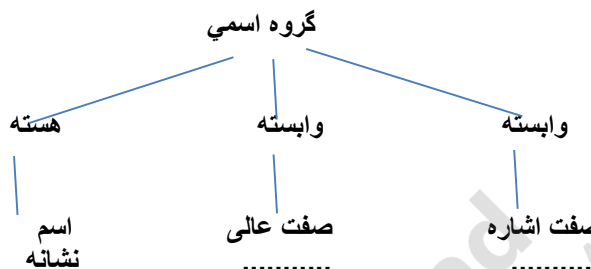 گروه اسمي
وابسته وابسته هسته
صفت اشاره صفت عالی اسم
........... ........... نشانه